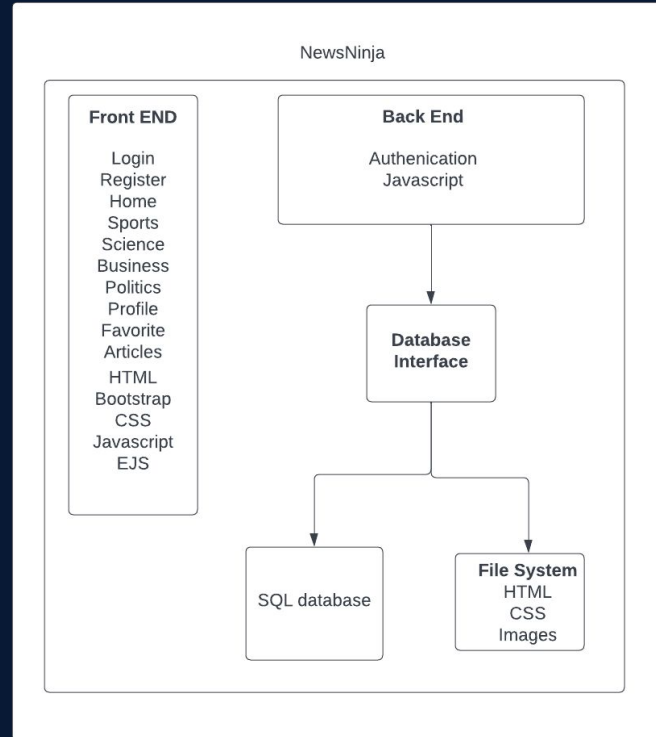 NewsNinja
Front END
Login
Register
Home
Sports
Science
Business
Politics
Profile
Favorite
Articles
HTML
Bootstrap
CSS
Javascript
EJS
Back End
Authenication
Javascript
Database
Interface
SQL database
File System
HTML
CSS
Images